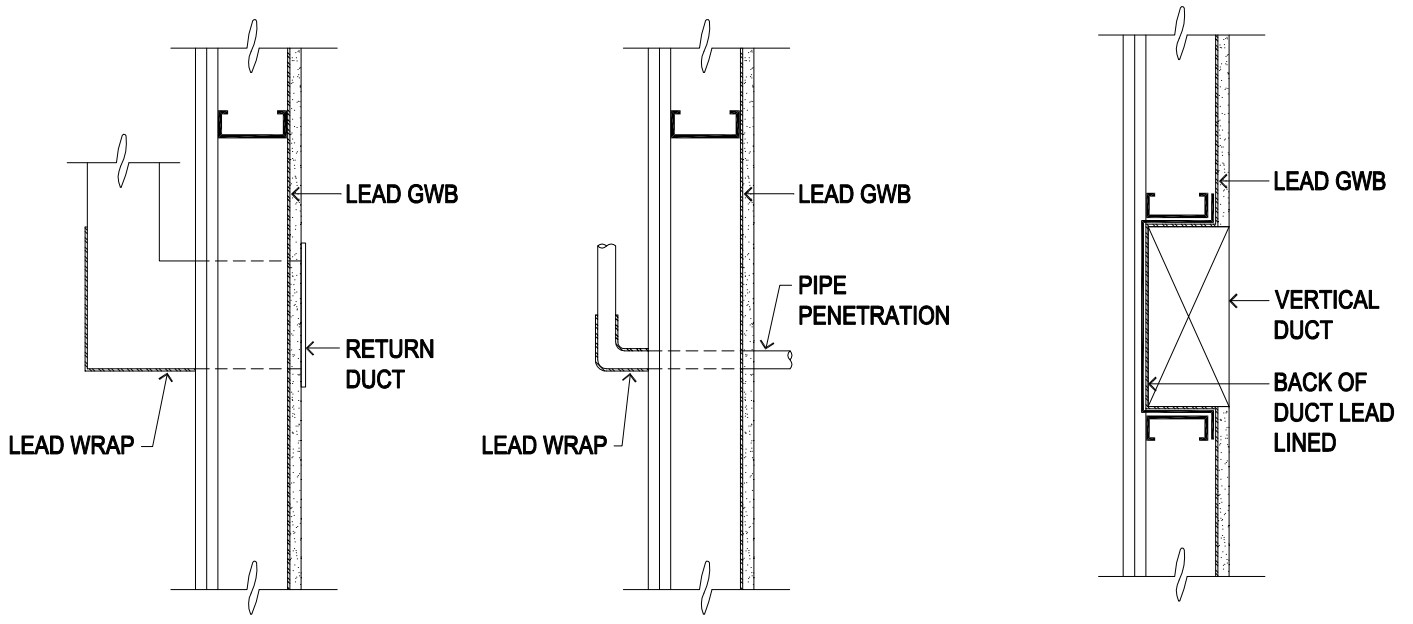 LEAD GWB
RETURN
DUCT
LEAD WRAP
LEAD GWB
PIPE
PENETRATION
LEAD WRAP
LEAD GWB
VERTICAL
DUCT
BACK OF
DUCT LEAD
LINED